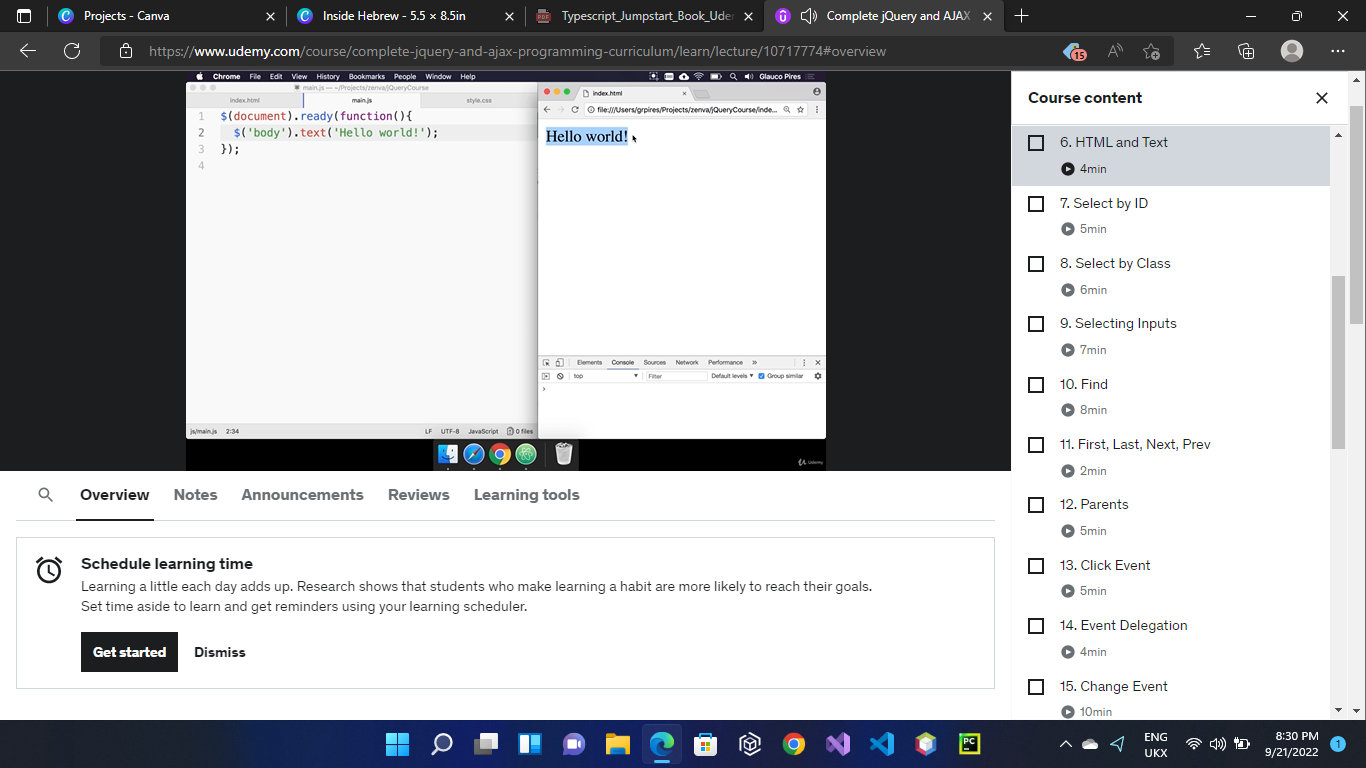 Projects - Canva
Inside Hebrew - 5.5 × 8.5in
Typescript_Jumpstart_Book_Uder
Complete jQuery and AJAX
https://www.udemy.com/course/complete-jquery-and-ajax-programming-curriculum/learn/lecture/10717774#overview
15
Chrome File Edit View History Bookmarks People Window Help
Glauco Pires
main.js — ~/Projects/zenva/jQueryCourse
index.html
main.js
style.css
1 $(document).ready(function(){
2 $('body').text('Hello world!');
3 });
4
js/main.js 2:34
LF UTF-8 JavaScript 0 files
index.html
file:///Users/grpires/Projects/zenva/jQueryCourse/inde...
Hello world!
Elements Console Sources Network Performance »
top
Filter
Default levels ▼
Group similar
Udemy
Course content
6. HTML and Text
4min
7. Select by ID
5min
8. Select by Class
6min
9. Selecting Inputs
7min
10. Find
8min
11. First, Last, Next, Prev
2min
12. Parents
5min
13. Click Event
5min
14. Event Delegation
4min
15. Change Event
10min
Overview
Notes
Announcements
Reviews
Learning tools
Schedule learning time
Learning a little each day adds up. Research shows that students who make learning a habit are more likely to reach their goals.
Set time aside to learn and get reminders using your learning scheduler.
Get started
Dismiss
PC
ENG
UKX
8:30 PM
9/21/2022
1